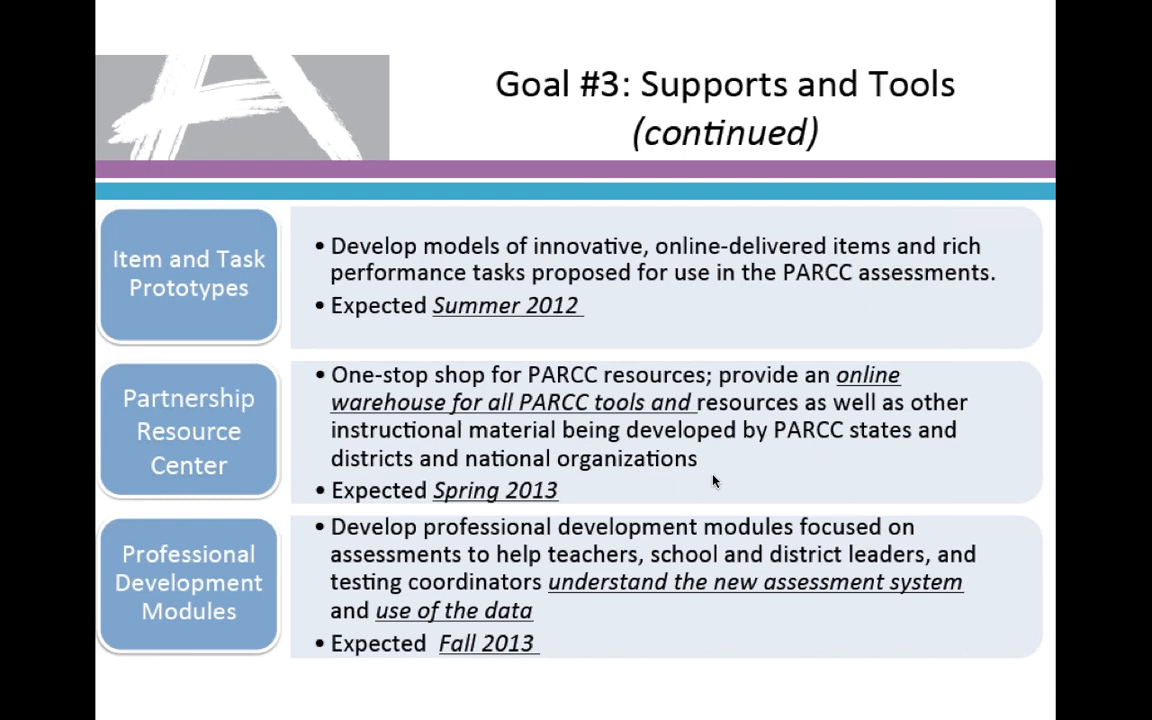 Goal #3: Supports and Tools
(continued)
Item and Task
Prototypes
• Develop models of innovative, online-delivered items and rich
performance tasks proposed for use in the PARCC assessments.
• Expected Summer 2012
Partnership
Resource
Center
• One-stop shop for PARCC resources; provide an online
warehouse for all PARCC tools and resources as well as other
instructional material being developed by PARCC states and
districts and national organizations
• Expected Spring 2013
Professional
Development
Modules
• Develop professional development modules focused on
assessments to help teachers, school and district leaders, and
testing coordinators understand the new assessment system
and use of the data
• Expected Fall 2013